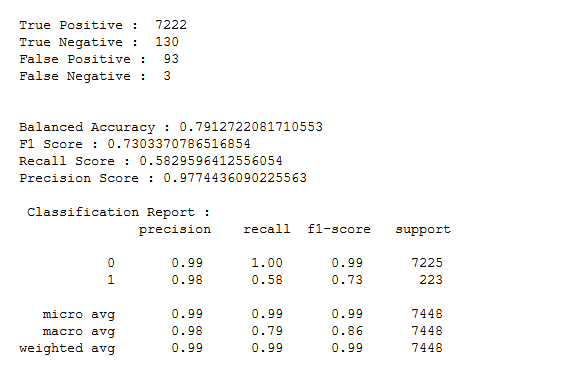 True Positive :  7222
True Negative :  130
False Positive :  93
False Negative :  3
Balanced Accuracy : 0.7912722081710553
F1 Score : 0.7303370786516854
Recall Score : 0.5829596412556054
Precision Score : 0.9774436090225563
Classification Report :
precision    recall  f1-score   support
0       0.99      1.00      0.99      7225
1       0.98      0.58      0.73       223
micro avg       0.99      0.99      0.99      7448
macro avg       0.98      0.79      0.86      7448
weighted avg       0.99      0.99      0.99      7448